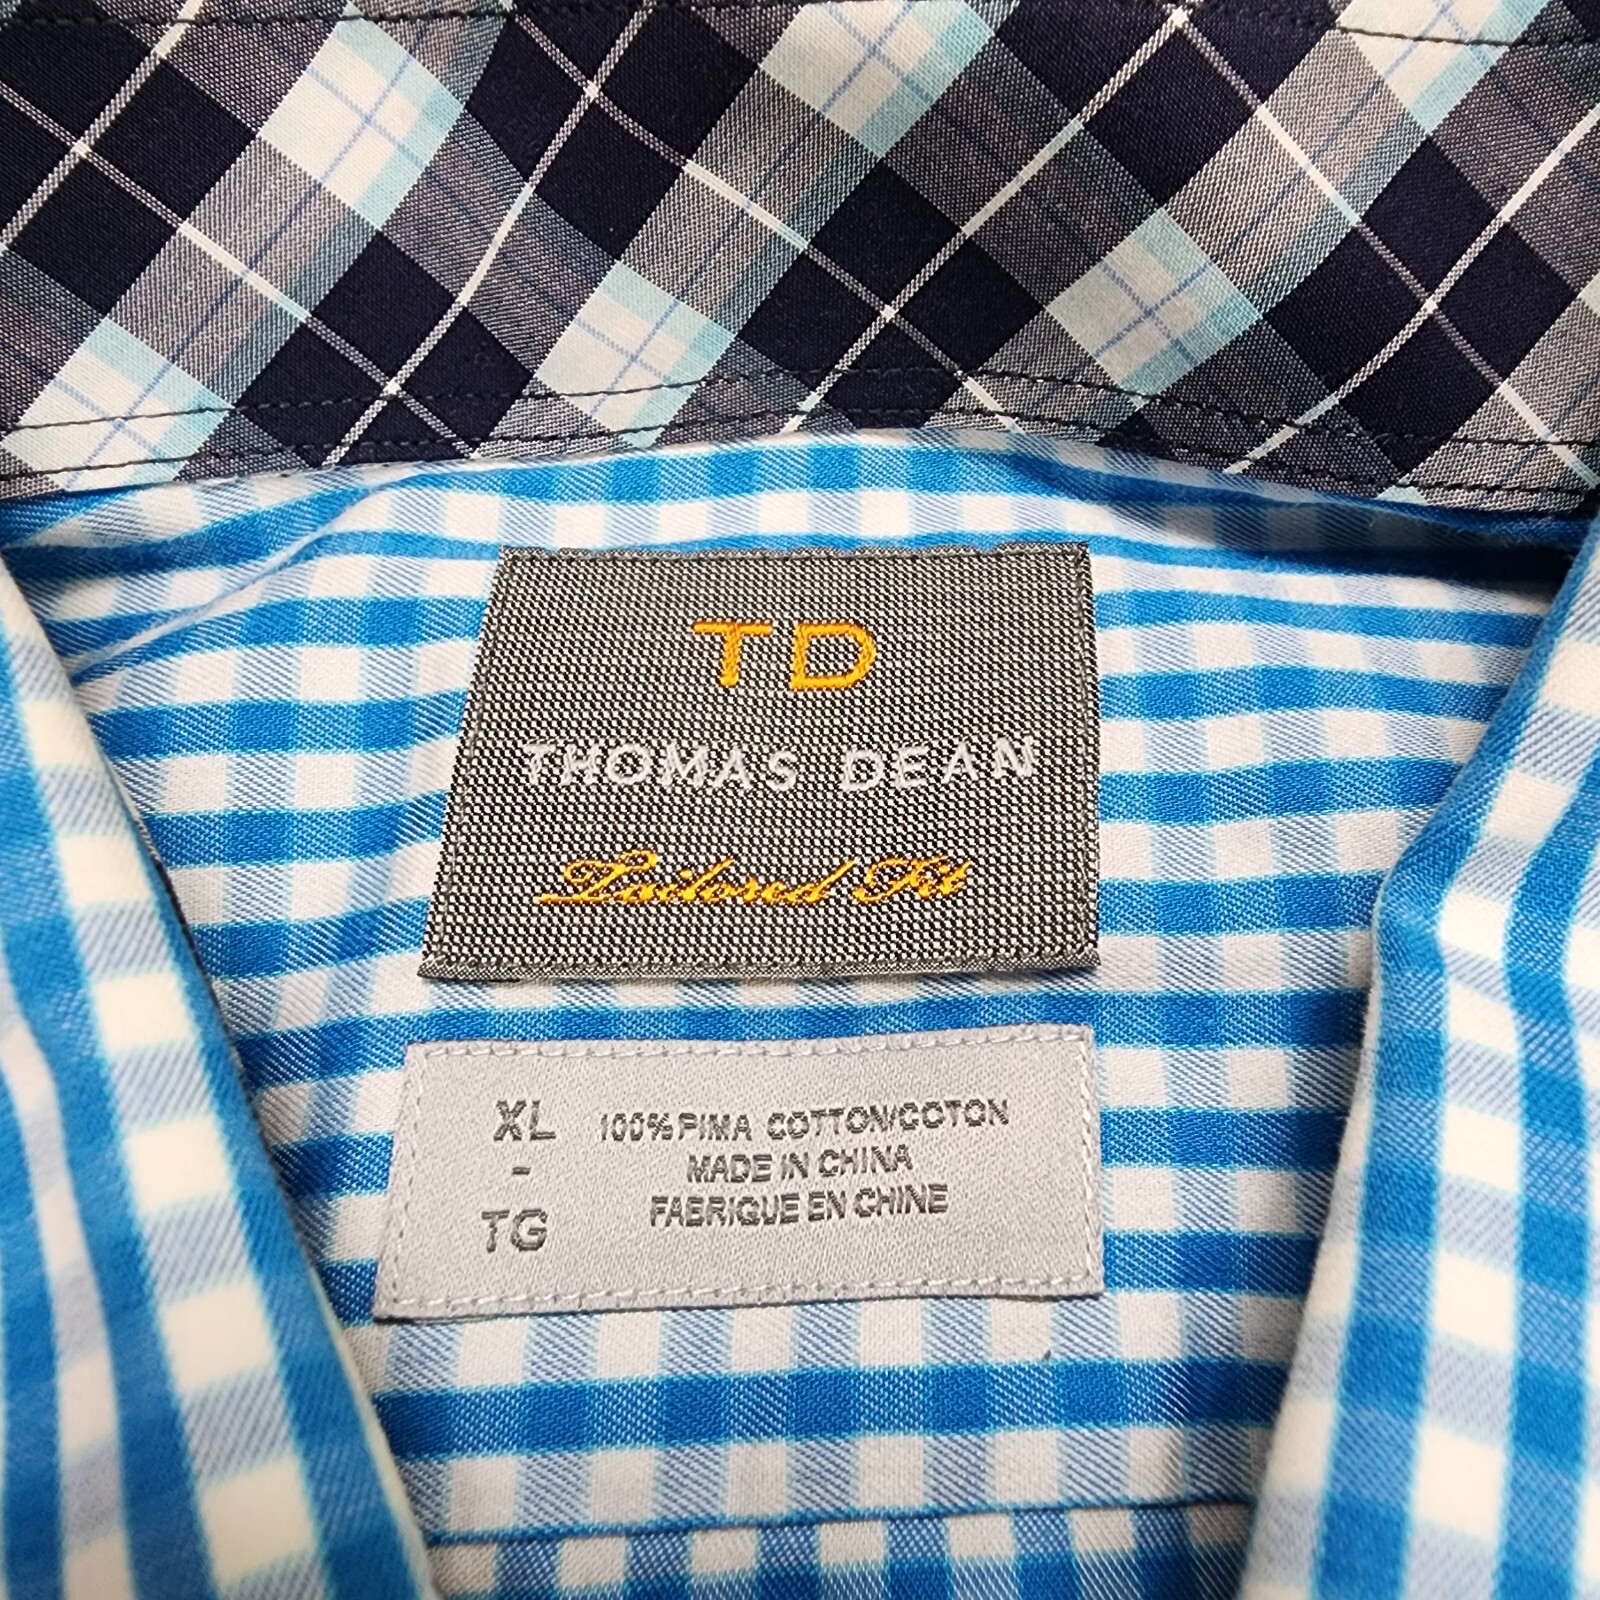 TD
THOMAS DEAN
Tailored Fit
XL
-
TG
100% PIMA COTTON/COTON
MADE IN CHINA
FABRIQUE EN CHINE